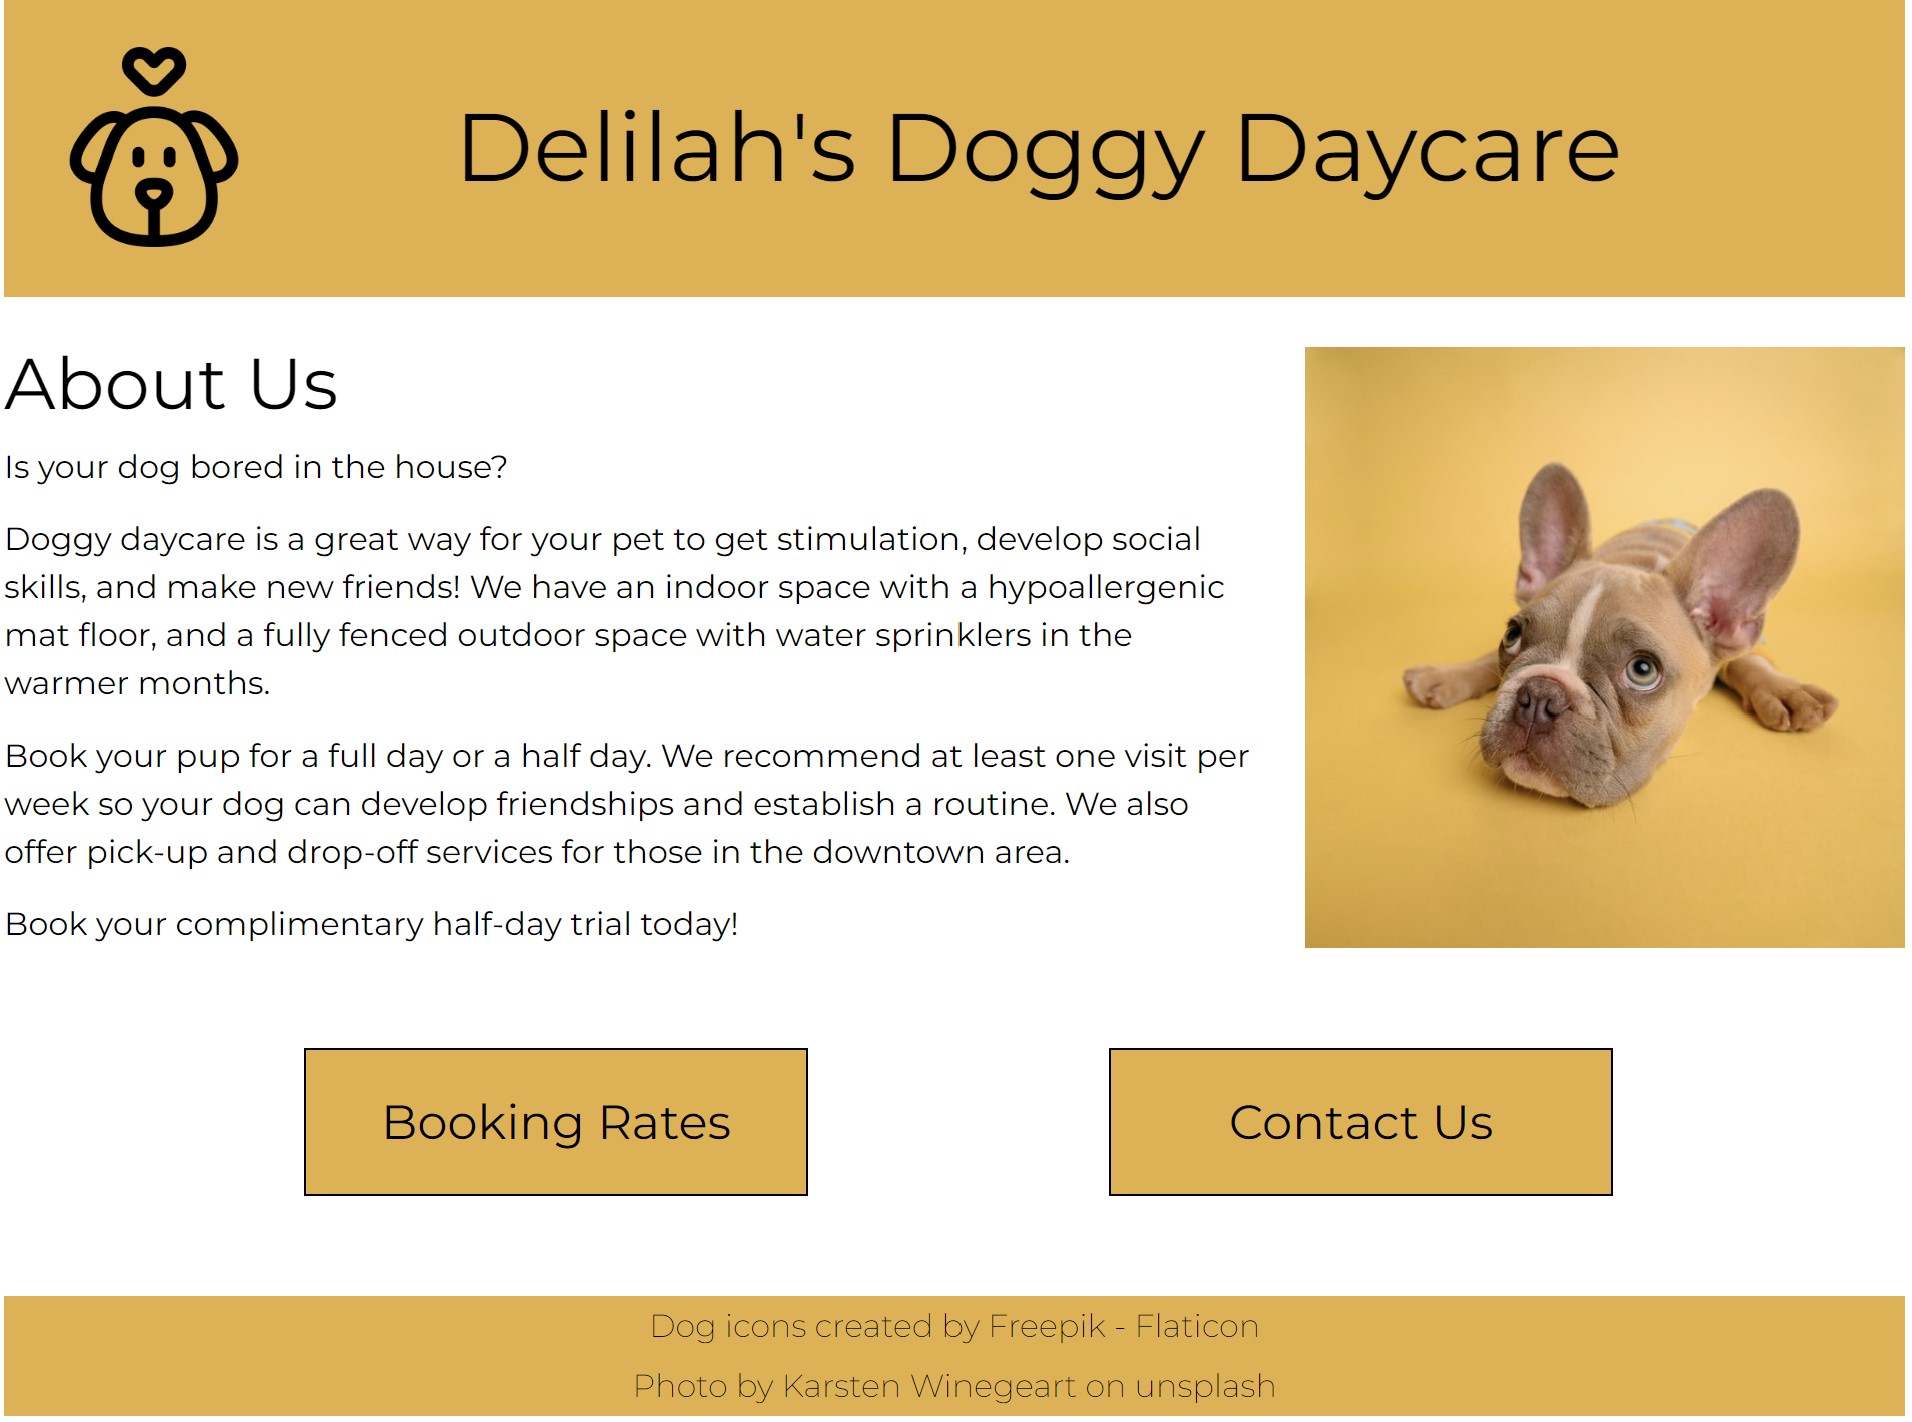 Delilah's Doggy Daycare
About Us
Is your dog bored in the house?
Doggy daycare is a great way for your pet to get stimulation, develop social
skills, and make new friends! We have an indoor space with a hypoallergenic
mat floor, and a fully fenced outdoor space with water sprinklers in the
warmer months.
Book your pup for a full day or a half day. We recommend at least one visit per
week so your dog can develop friendships and establish a routine. We also
offer pick-up and drop-off services for those in the downtown area.
Book your complimentary half-day trial today!
Booking Rates
Contact Us
Dog icons created by Freepik - Flaticon
Photo by Karsten Winegeart on unsplash